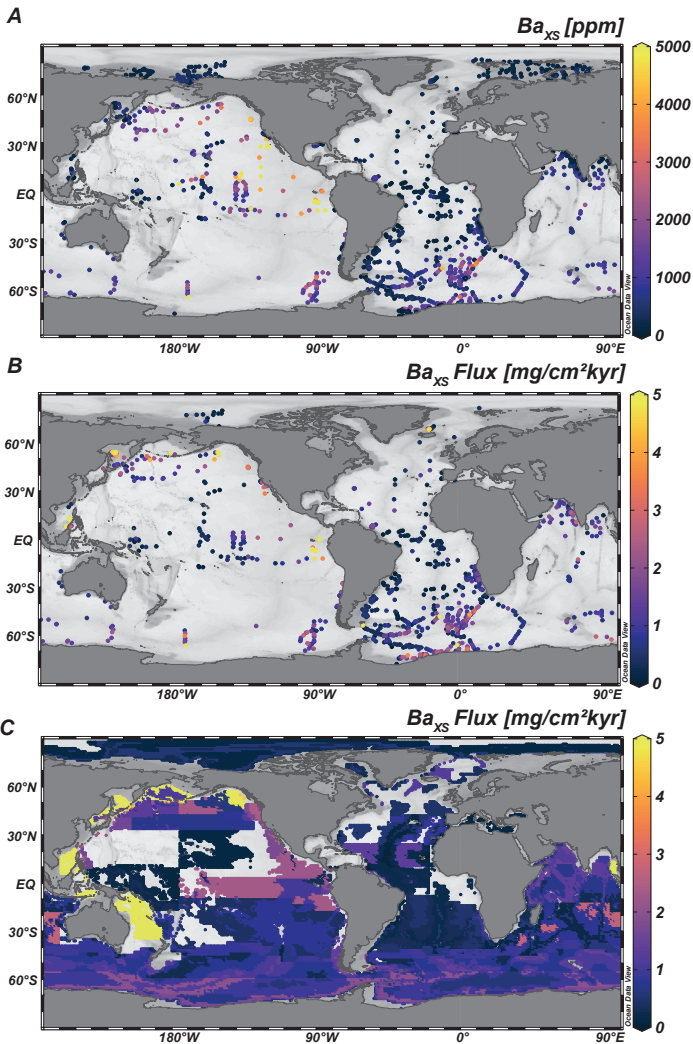 A
Ba_XS [ppm]
60°N
30°N
EQ
30°S
60°S
180°W
90°W
0°
90°E
5000
4000
3000
2000
1000
0
Ocean Data View
B
Ba_XS Flux [mg/cm²kyr]
60°N
30°N
EQ
30°S
60°S
180°W
90°W
0°
90°E
5
4
3
2
1
0
Ocean Data View
C
Ba_XS Flux [mg/cm²kyr]
60°N
30°N
EQ
30°S
60°S
180°W
90°W
0°
90°E
5
4
3
2
1
0
Ocean Data View